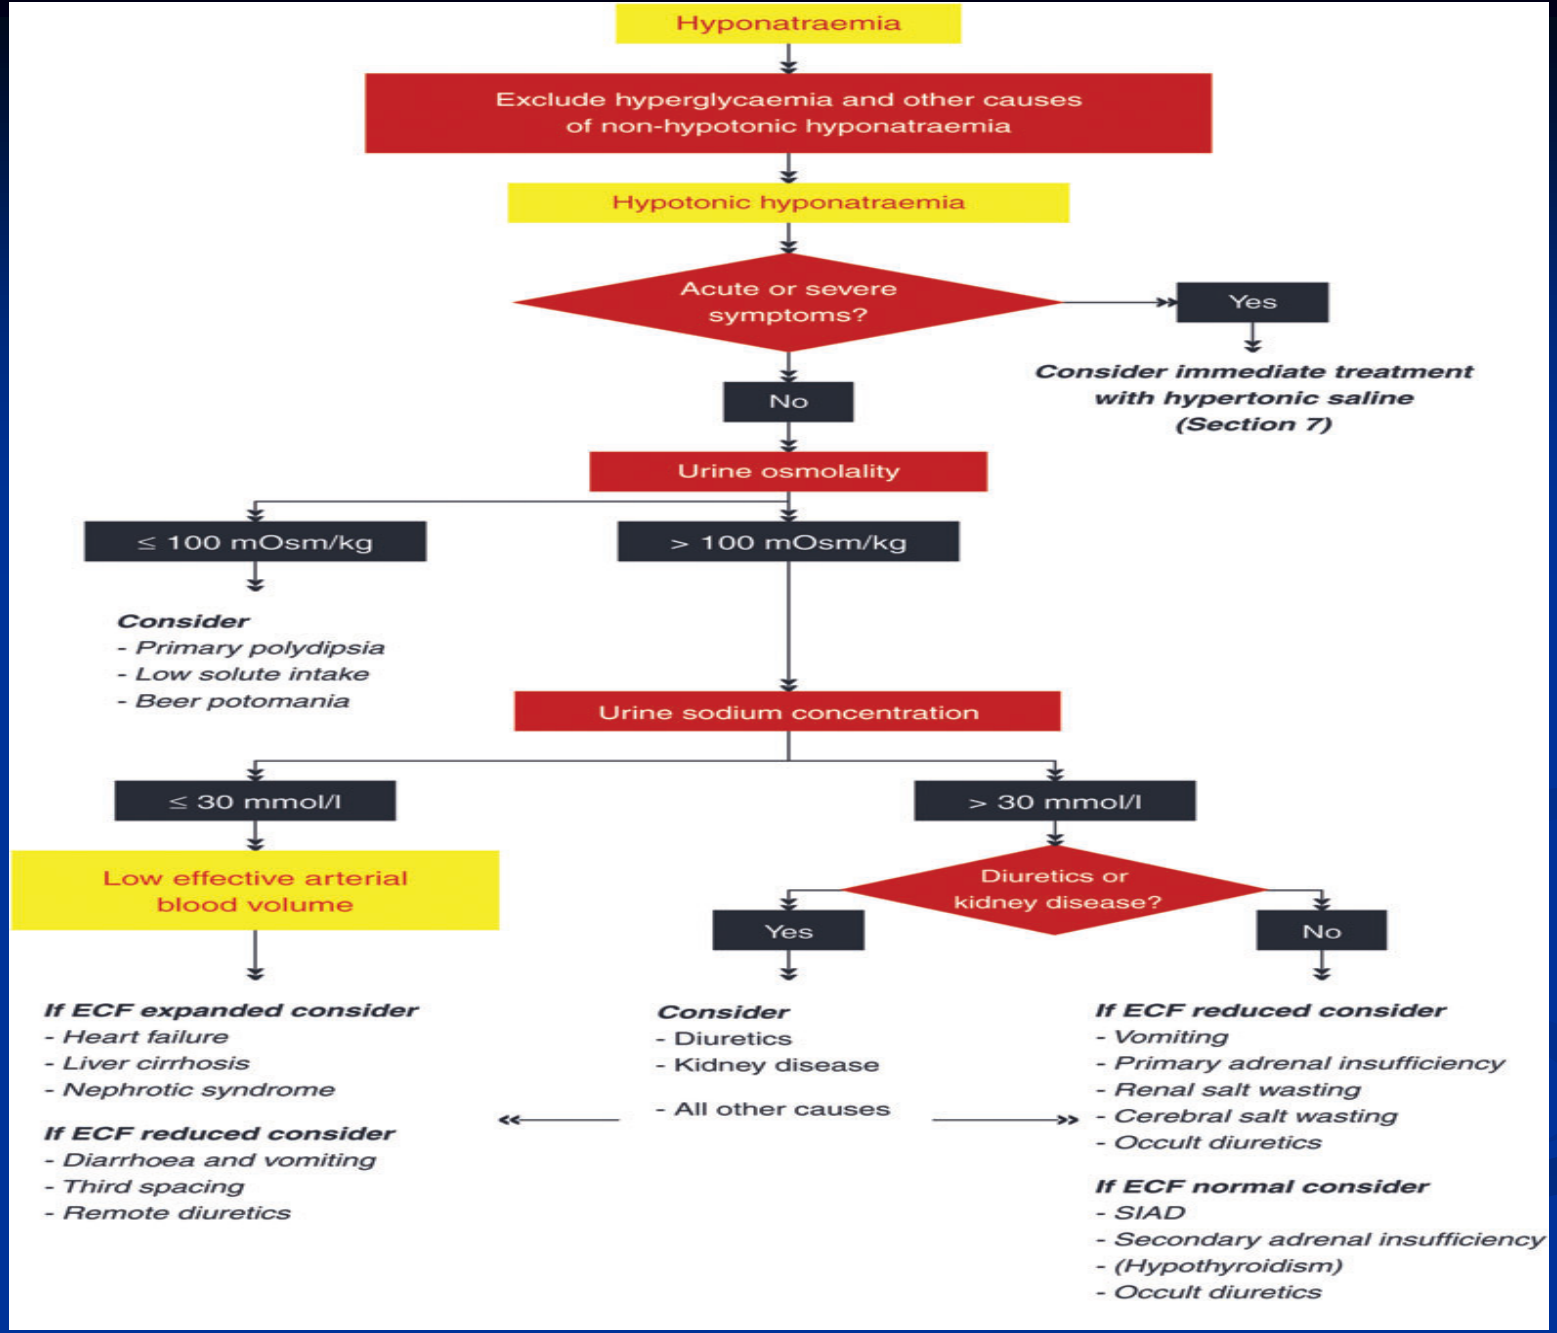 Hyponatraemia
Exclude hyperglycaemia and other causes
of non-hypotonic hyponatraemia
Hypotonic hyponatraemia
Acute or severe
symptoms?
Yes
Consider immediate treatment
with hypertonic saline
(Section 7)
No
Urine osmolality
≤ 100 mOsm/kg
> 100 mOsm/kg
Consider
- Primary polydipsia
- Low solute intake
- Beer potomania
Urine sodium concentration
≤ 30 mmol/l
> 30 mmol/l
Low effective arterial
blood volume
Diuretics or
kidney disease?
Yes
No
If ECF expanded consider
- Heart failure
- Liver cirrhosis
- Nephrotic syndrome
If ECF reduced consider
- Diarrhoea and vomiting
- Third spacing
- Remote diuretics
Consider
- Diuretics
- Kidney disease
- All other causes
If ECF reduced consider
- Vomiting
- Primary adrenal insufficiency
- Renal salt wasting
- Cerebral salt wasting
- Occult diuretics
If ECF normal consider
- SIAD
- Secondary adrenal insufficiency
- (Hypothyroidism)
- Occult diuretics